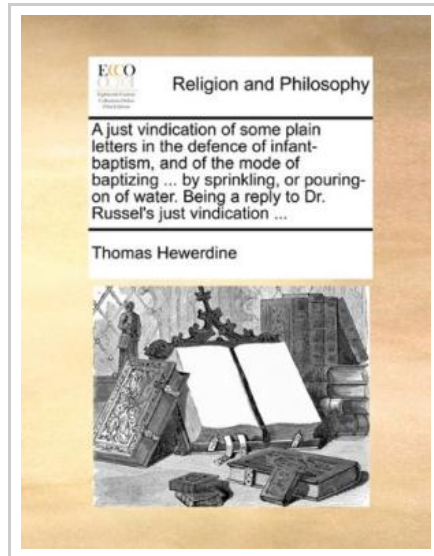 ECCO
Religion and Philosophy
A just vindication of some plain
letters in the defence of infant-
baptism, and of the mode of
baptizing ... by sprinkling, or pouring-
on of water. Being a reply to Dr.
Russel's just vindication ...
Thomas Hewerdine